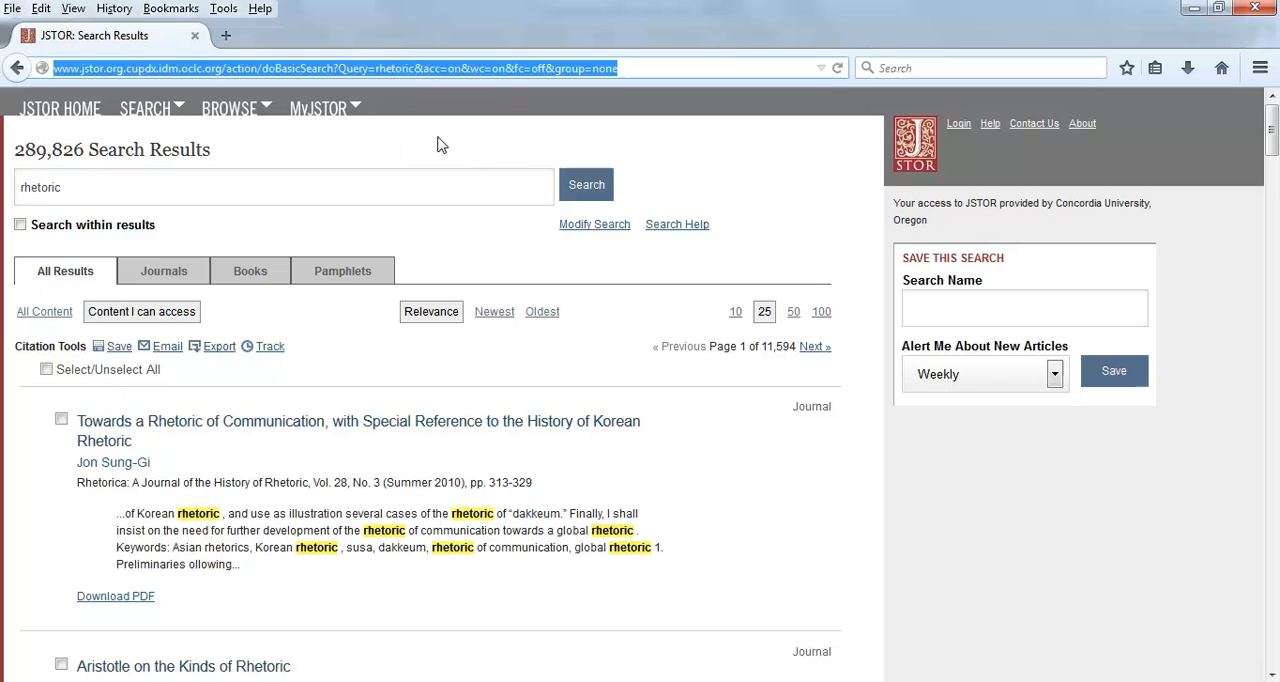 File Edit View History Bookmarks Tools Help
JSTOR: Search Results
www.jstor.org.cupdx.idm.oclc.org/action/doBasicSearch?Query=rhetoric&acc=on&wc=on&fc=off&group=none
Search
JSTOR HOME SEARCH BROWSE MyJSTOR
289,826 Search Results
rhetoric
Search
Search within results
Modify Search Search Help
All Results Journals Books Pamphlets
All Content Content I can access Relevance Newest Oldest 10 25 50 100
Citation Tools Save Email Export Track « Previous Page 1 of 11,594 Next »
Select/Unselect All
Journal
Towards a Rhetoric of Communication, with Special Reference to the History of Korean
Rhetoric
Jon Sung-Gi
Rhetorica: A Journal of the History of Rhetoric, Vol. 28, No. 3 (Summer 2010), pp. 313-329
...of Korean rhetoric , and use as illustration several cases of the rhetoric of “dakkeum.” Finally, I shall
insist on the need for further development of the rhetoric of communication towards a global rhetoric .
Keywords: Asian rhetorics, Korean rhetoric , susa, dakkeum, rhetoric of communication, global rhetoric 1.
Preliminaries ollowing...
Download PDF
Journal
Aristotle on the Kinds of Rhetoric
J
STOR
Login Help Contact Us About
Your access to JSTOR provided by Concordia University,
Oregon
SAVE THIS SEARCH
Search Name
Alert Me About New Articles
Weekly Save